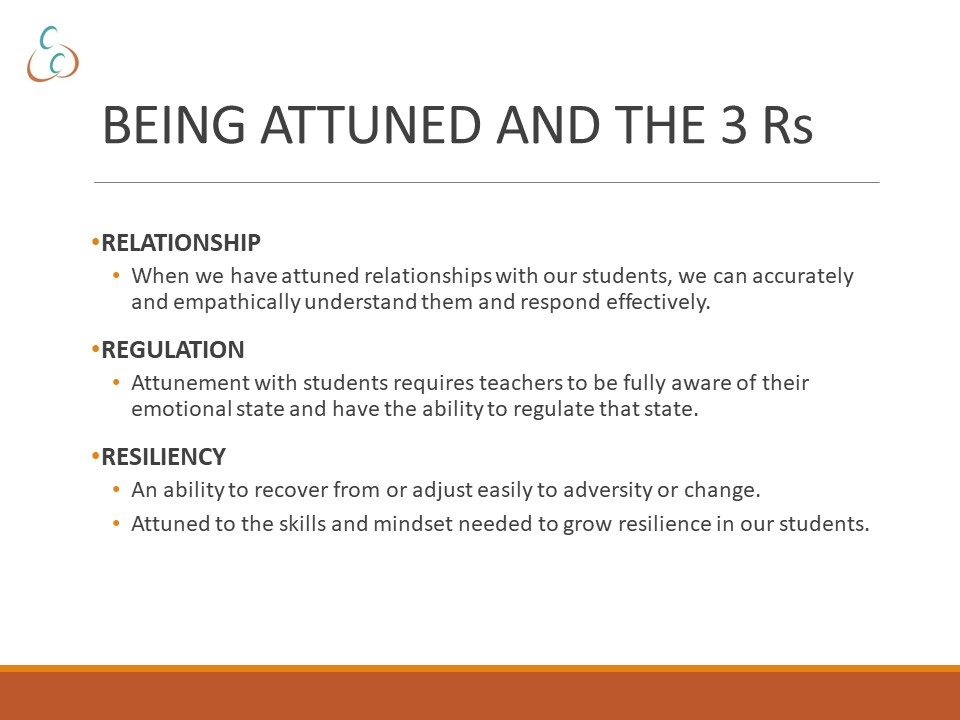 BEING ATTUNED AND THE 3 Rs
•RELATIONSHIP
• When we have attuned relationships with our students, we can accurately
and empathically understand them and respond effectively.
•REGULATION
• Attunement with students requires teachers to be fully aware of their
emotional state and have the ability to regulate that state.
•RESILIENCY
• An ability to recover from or adjust easily to adversity or change.
• Attuned to the skills and mindset needed to grow resilience in our students.